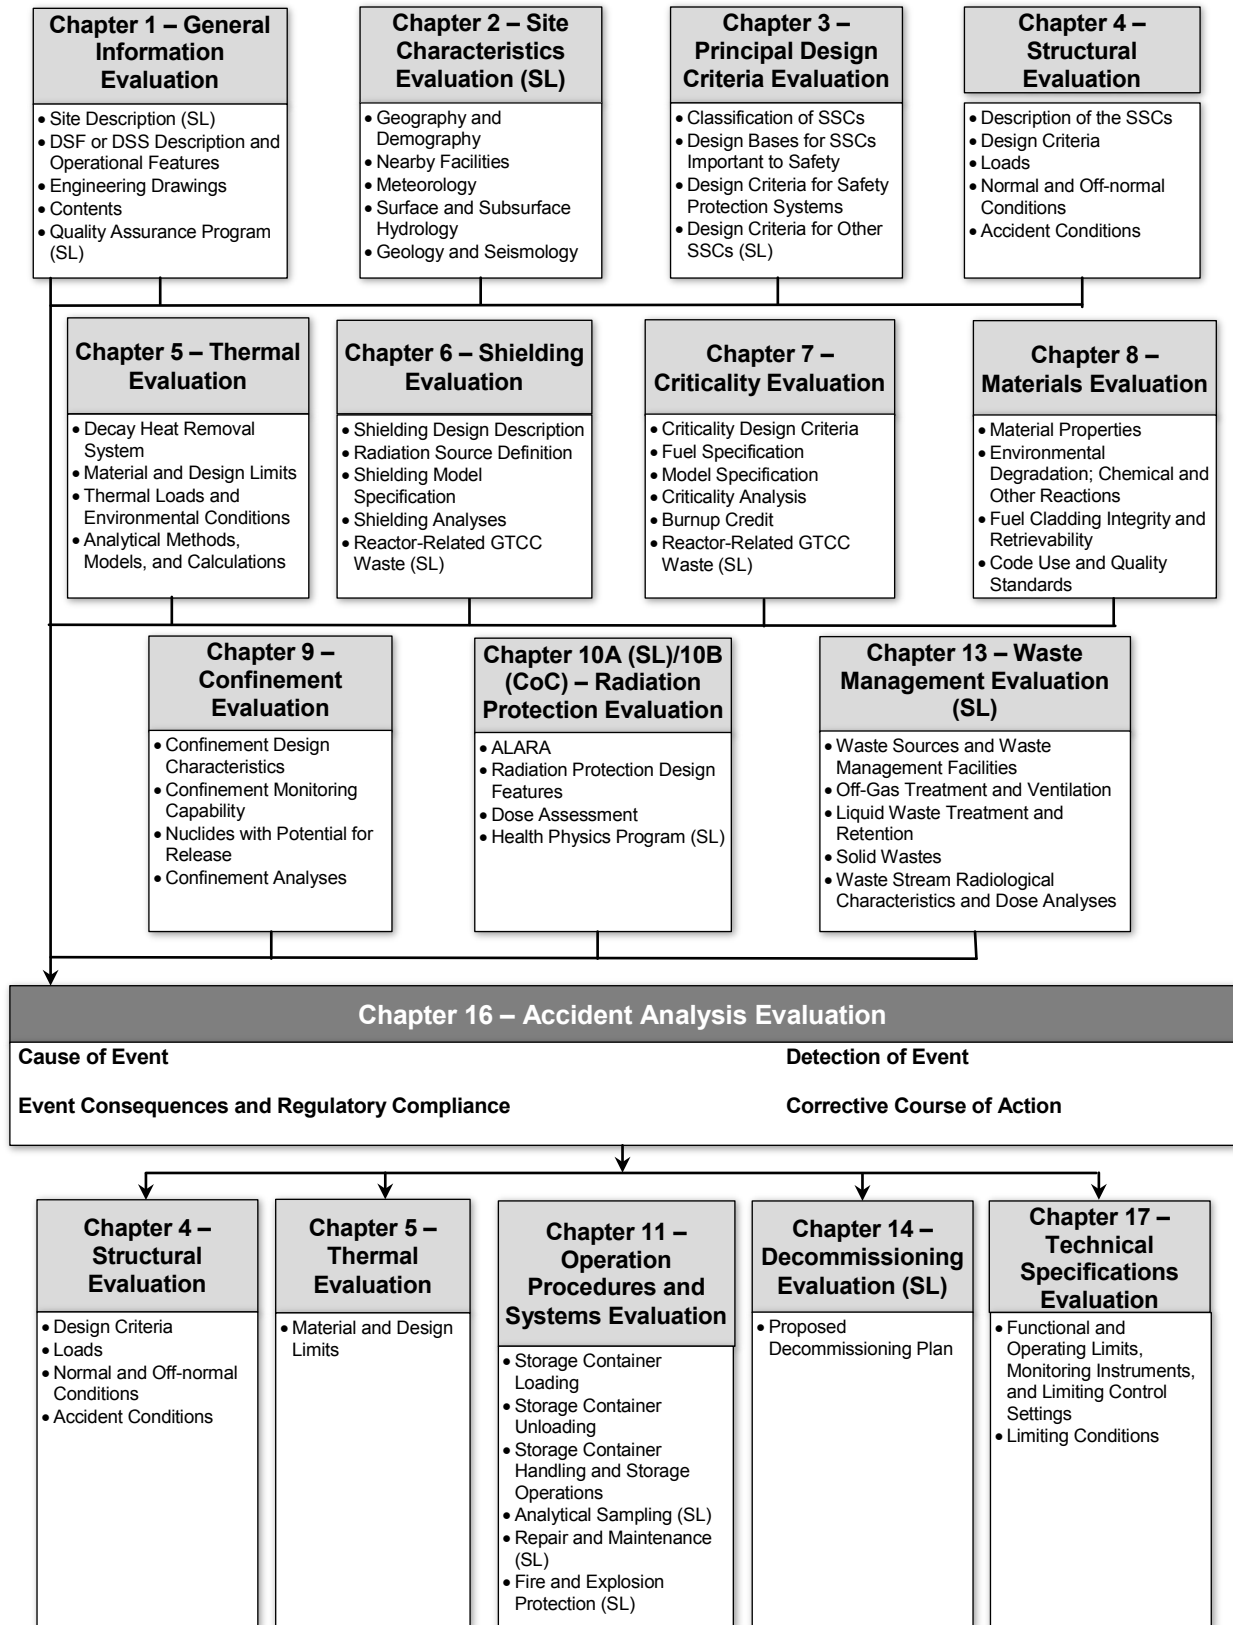 Chapter 1 – General
Information
Evaluation
• Site Description (SL)
• DSF or DSS Description and
Operational Features
• Engineering Drawings
• Contents
• Quality Assurance Program
(SL)
Chapter 2 – Site
Characteristics
Evaluation (SL)
• Geography and
Demography
• Nearby Facilities
• Meteorology
• Surface and Subsurface
Hydrology
• Geology and Seismology
Chapter 3 –
Principal Design
Criteria Evaluation
• Classification of SSCs
• Design Bases for SSCs
Important to Safety
• Design Criteria for Safety
Protection Systems
• Design Criteria for Other
SSCs (SL)
Chapter 4 –
Structural
Evaluation
• Description of the SSCs
• Design Criteria
• Loads
• Normal and Off-normal
Conditions
• Accident Conditions
Chapter 5 – Thermal
Evaluation
• Decay Heat Removal
System
• Material and Design Limits
• Thermal Loads and
Environmental Conditions
• Analytical Methods,
Models, and Calculations
Chapter 6 – Shielding
Evaluation
• Shielding Design Description
• Radiation Source Definition
• Shielding Model
Specification
• Shielding Analyses
• Reactor-Related GTCC
Waste (SL)
Chapter 7 –
Criticality Evaluation
• Criticality Design Criteria
• Fuel Specification
• Model Specification
• Criticality Analysis
• Burnup Credit
• Reactor-Related GTCC
Waste (SL)
Chapter 8 –
Materials Evaluation
• Material Properties
• Environmental
Degradation; Chemical and
Other Reactions
• Fuel Cladding Integrity and
Retrievability
• Code Use and Quality
Standards
Chapter 9 –
Confinement
Evaluation
• Confinement Design
Characteristics
• Confinement Monitoring
Capability
• Nuclides with Potential for
Release
• Confinement Analyses
Chapter 10A (SL)/10B
(CoC) – Radiation
Protection Evaluation
• ALARA
• Radiation Protection Design
Features
• Dose Assessment
• Health Physics Program (SL)
Chapter 13 – Waste
Management Evaluation
(SL)
• Waste Sources and Waste
Management Facilities
• Off-Gas Treatment and Ventilation
• Liquid Waste Treatment and
Retention
• Solid Wastes
• Waste Stream Radiological
Characteristics and Dose Analyses
Chapter 16 – Accident Analysis Evaluation
Cause of Event
Detection of Event
Event Consequences and Regulatory Compliance
Corrective Course of Action
Chapter 4 –
Structural
Evaluation
• Design Criteria
• Loads
• Normal and Off-normal
Conditions
• Accident Conditions
Chapter 5 –
Thermal
Evaluation
• Material and Design
Limits
Chapter 11 –
Operation
Procedures and
Systems Evaluation
• Storage Container
Loading
• Storage Container
Unloading
• Storage Container
Handling and Storage
Operations
• Analytical Sampling (SL)
• Repair and Maintenance
(SL)
• Fire and Explosion
Protection (SL)
Chapter 14 –
Decommissioning
Evaluation (SL)
• Proposed
Decommissioning Plan
Chapter 17 –
Technical
Specifications
Evaluation
• Functional and
Operating Limits,
Monitoring Instruments,
and Limiting Control
Settings
• Limiting Conditions